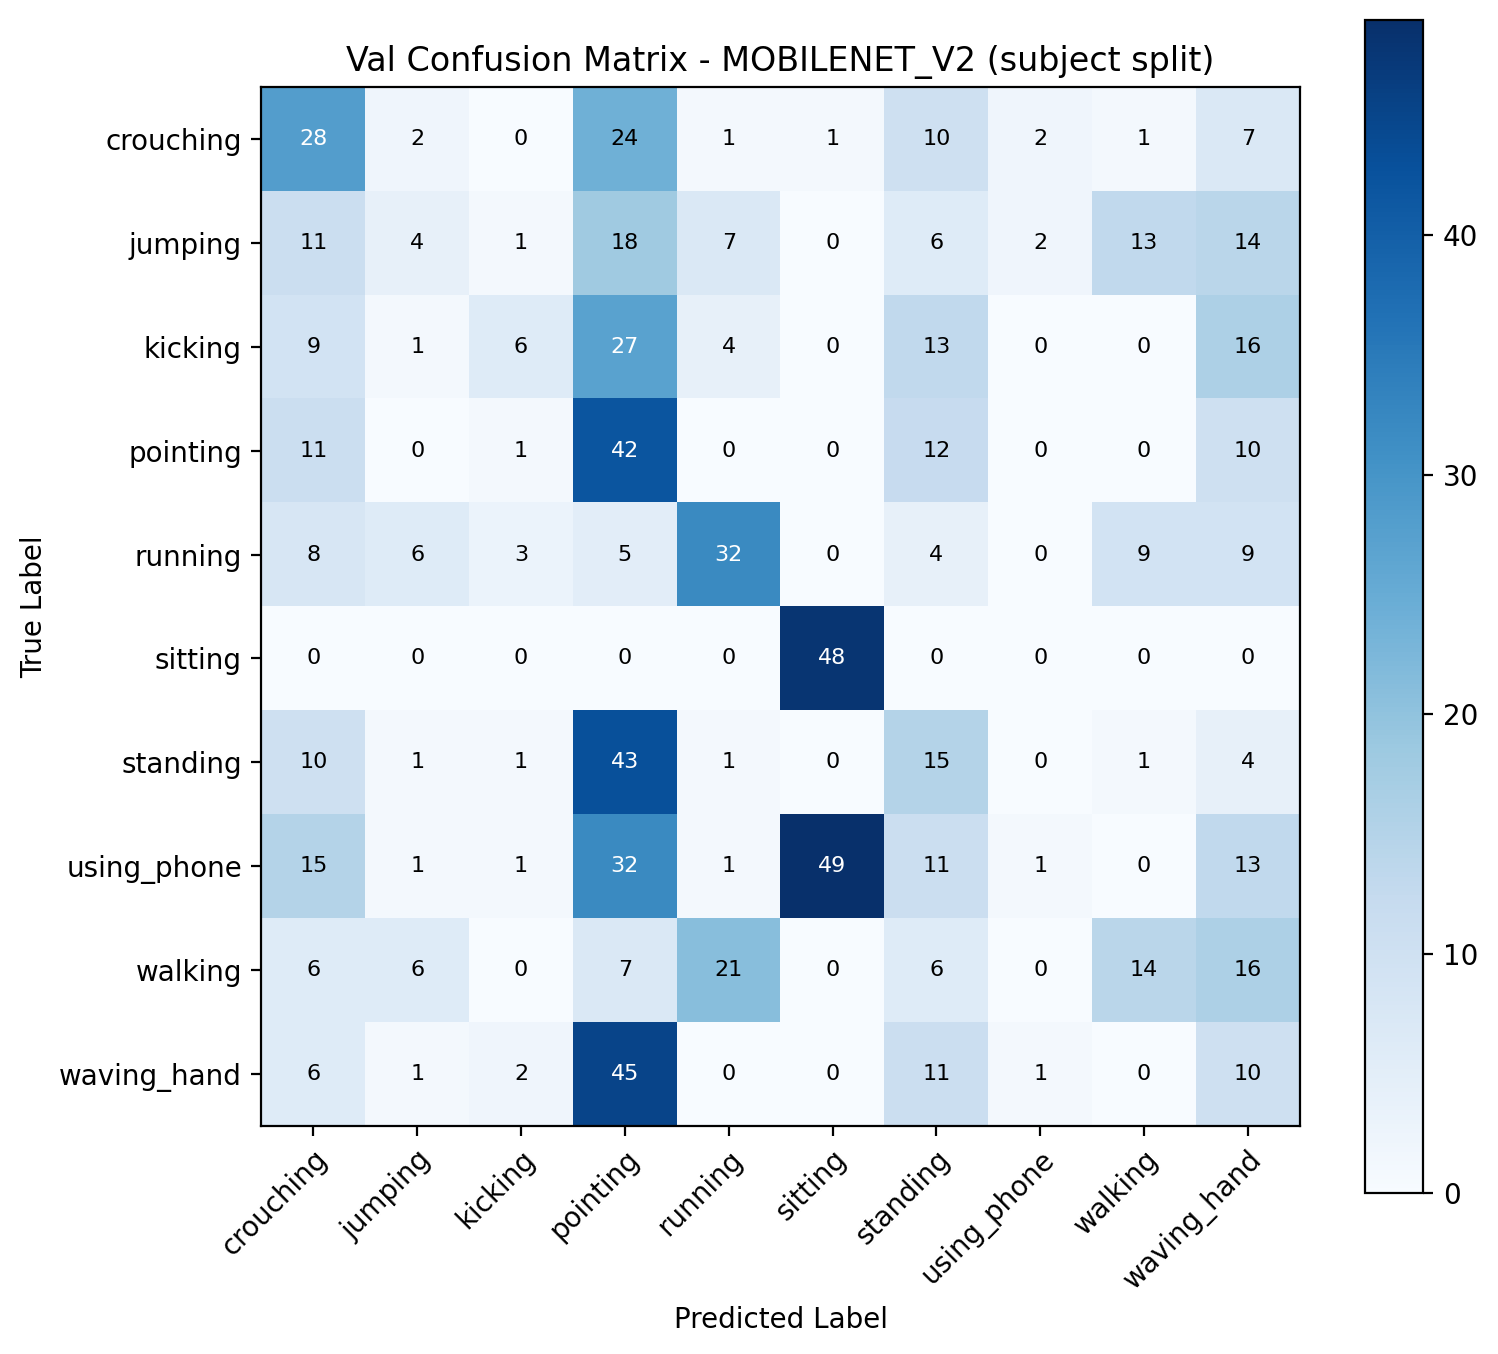 Val Confusion Matrix - MOBILENET_V2 (subject split)
True Label
crouching 28 2 0 24 1 1 10 2 1 7
jumping 11 4 1 18 7 0 6 2 13 14
kicking 9 1 6 27 4 0 13 0 0 16
pointing 11 0 1 42 0 0 12 0 0 10
running 8 6 3 5 32 0 4 0 9 9
sitting 0 0 0 0 0 48 0 0 0 0
standing 10 1 1 43 1 0 15 0 1 4
using_phone 15 1 1 32 1 49 11 1 0 13
walking 6 6 0 7 21 0 6 0 14 16
waving_hand 6 1 2 45 0 0 11 1 0 10
crouching jumping kicking pointing running sitting standing using_phone walking waving_hand
Predicted Label
40
30
20
10
0